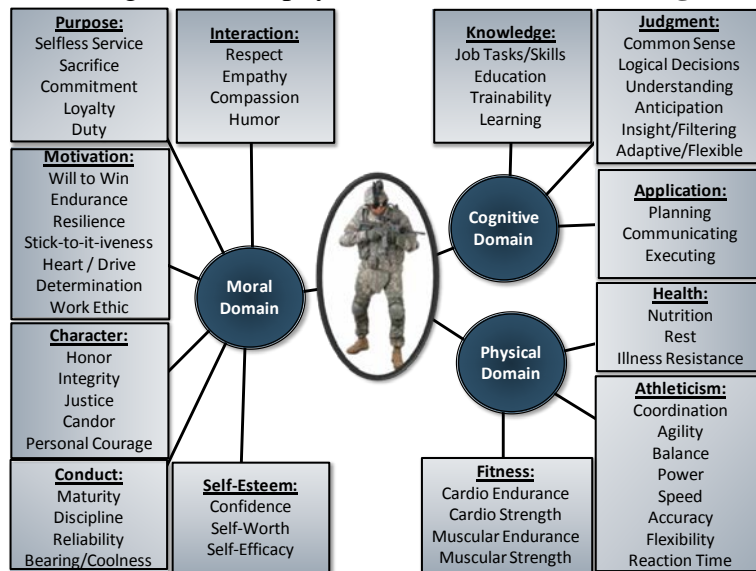 Purpose:
Selfless Service
Sacrifice
Commitment
Loyalty
Duty
Interaction:
Respect
Empathy
Compassion
Humor
Knowledge:
Job Tasks/Skills
Education
Trainability
Learning
Judgment:
Common Sense
Logical Decisions
Understanding
Anticipation
Insight/Filtering
Adaptive/Flexible
Motivation:
Will to Win
Endurance
Resilience
Stick-to-it-iveness
Heart / Drive
Determination
Work Ethic
Moral
Domain
Cognitive
Domain
Application:
Planning
Communicating
Executing
Health:
Nutrition
Rest
Illness Resistance
Physical
Domain
Character:
Honor
Integrity
Justice
Candor
Personal Courage
Conduct:
Maturity
Discipline
Reliability
Bearing/Coolness
Self-Esteem:
Confidence
Self-Worth
Self-Efficacy
Fitness:
Cardio Endurance
Cardio Strength
Muscular Endurance
Muscular Strength
Athleticism:
Coordination
Agility
Balance
Power
Speed
Accuracy
Flexibility
Reaction Time